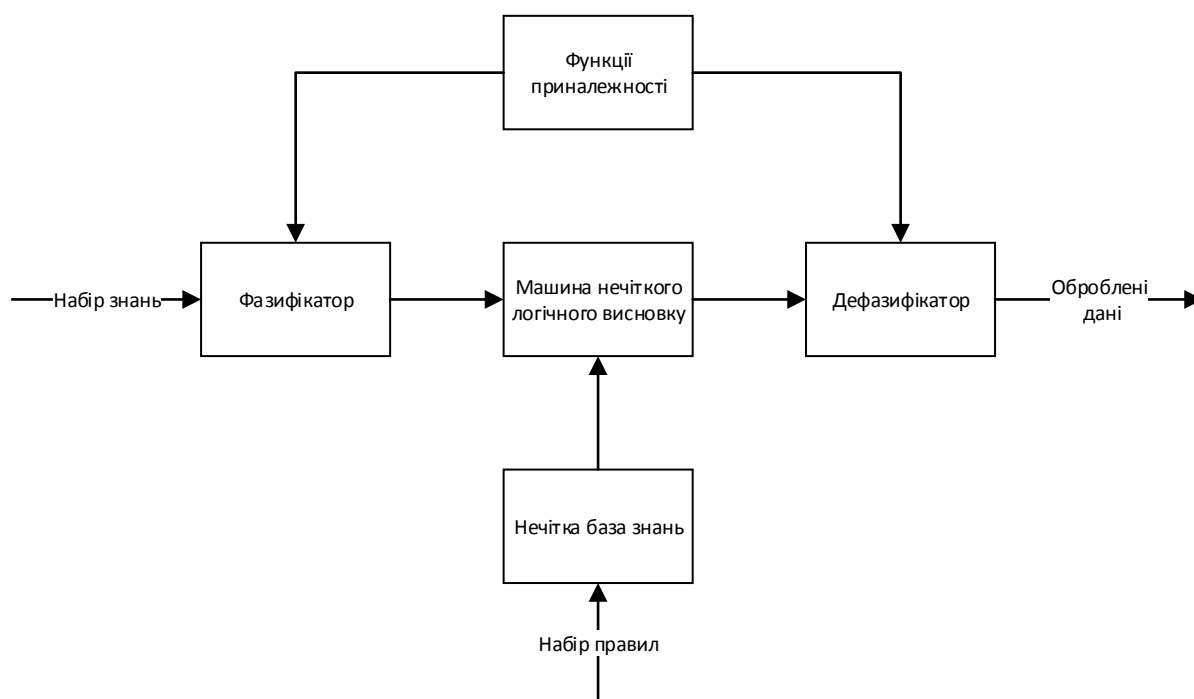 Функції
приналежності
Набір знань
Фазифікатор
Машина нечіткого
логічного висновку
Дефазифікатор
Оброблені
дані
Нечітка база знань
Набір правил